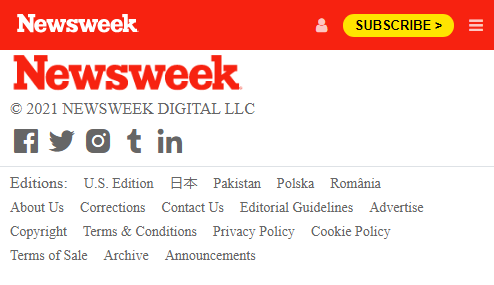 Newsweek SUBSCRIBE >
Newsweek
© 2021 NEWSWEEK DIGITAL LLC
Editions: U.S. Edition 日本 Pakistan Polska România
About Us Corrections Contact Us Editorial Guidelines Advertise
Copyright Terms & Conditions Privacy Policy Cookie Policy
Terms of Sale Archive Announcements